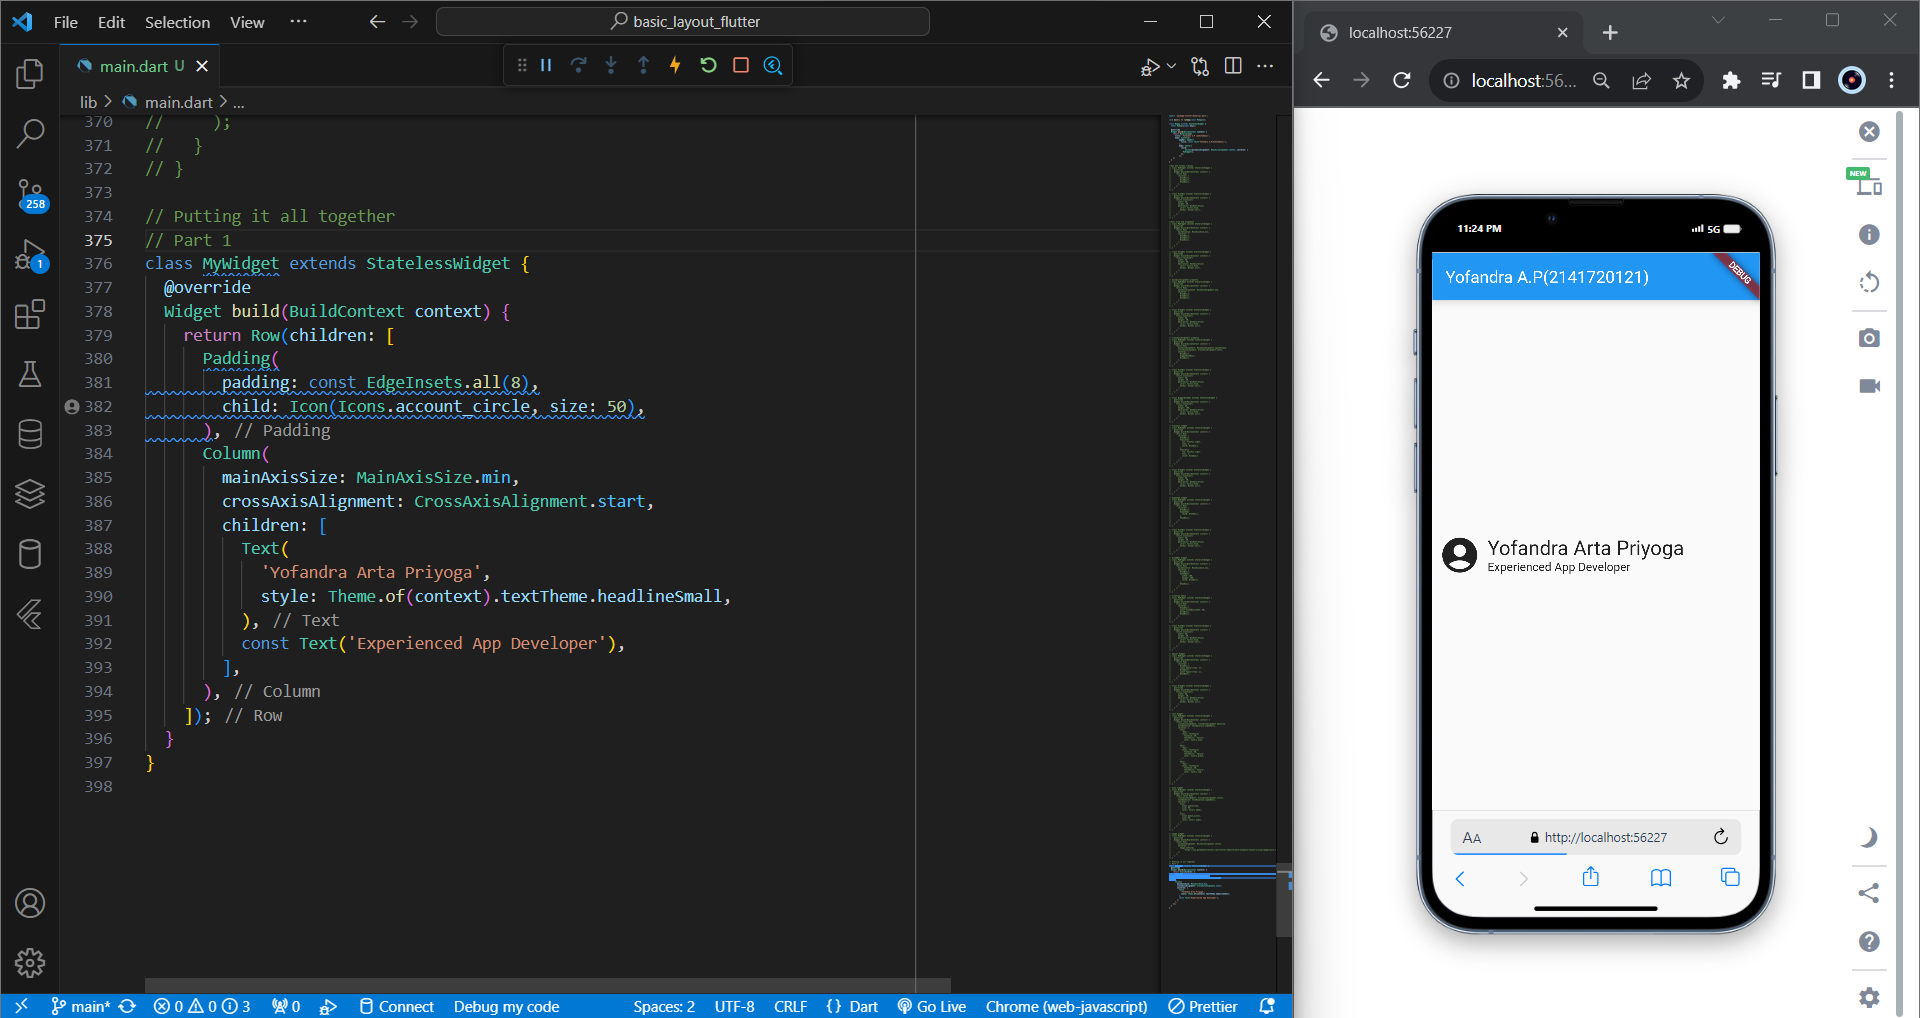 File Edit Selection View ···
basic_layout_flutter
main.dart U
lib > main.dart > ...
370 // );
371 // }
372 // }
373
374 // Putting it all together
375 // Part 1
376 class MyWidget extends StatelessWidget {
377 @override
378 Widget build(BuildContext context) {
379 return Row(children: [
380 Padding(
381 padding: const EdgeInsets.all(8),
382 child: Icon(Icons.account_circle, size: 50),
383 ), // Padding
384 Column(
385 mainAxisSize: MainAxisSize.min,
386 crossAxisAlignment: CrossAxisAlignment.start,
387 children: [
388 Text(
389 'Yofandra Arta Priyoga',
390 style: Theme.of(context).textTheme.headlineSmall,
391 ), // Text
392 const Text('Experienced App Developer'),
393 ],
394 ), // Column
395 ]); // Row
396 }
397 }
398
258
1
main* 0 0 3 0 Connect Debug my code Spaces: 2 UTF-8 CRLF {} Dart Go Live Chrome (web-javascript) Prettier
localhost:56227
localhost:56...
NEW
11:24 PM 5G
Yofandra A.P(2141720121)
DEBUG
Yofandra Arta Priyoga
Experienced App Developer
AA http://localhost:56227